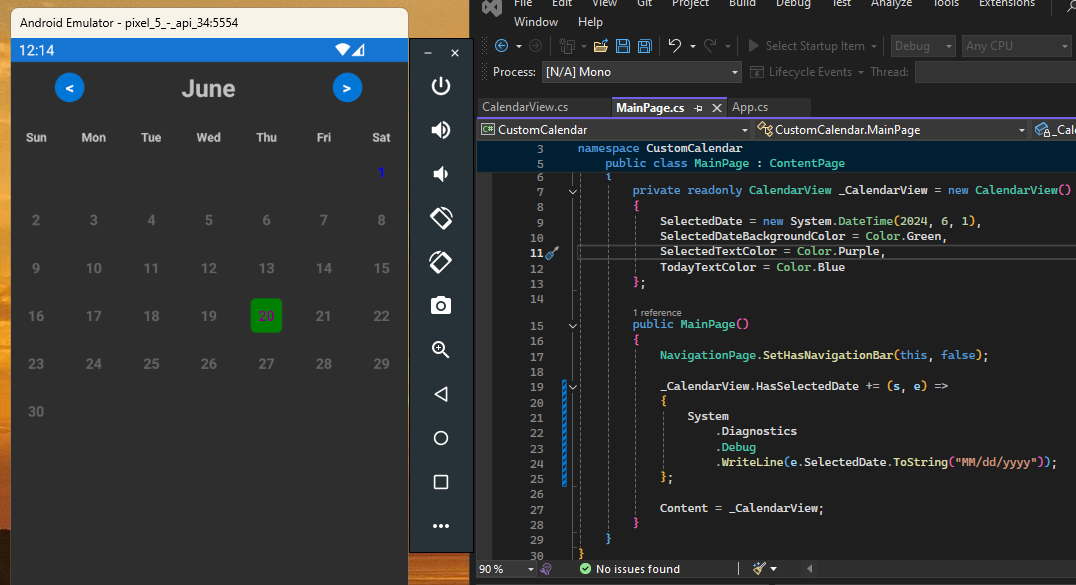 Android Emulator - pixel_5_-_api_34:5554
12:14
<
June
>
Sun Mon Tue Wed Thu Fri Sat
1
2 3 4 5 6 7 8
9 10 11 12 13 14 15
16 17 18 19 20 21 22
23 24 25 26 27 28 29
30
File Edit View Git Project Build Debug Test Analyze Tools Extensions
Window Help
Select Startup Item Debug Any CPU
Process: [N/A] Mono Lifecycle Events Thread:
CalendarView.cs MainPage.cs App.cs
C# CustomCalendar CustomCalendar.MainPage _Cal
3 namespace CustomCalendar
5 public class MainPage : ContentPage
6 {
7 private readonly CalendarView _CalendarView = new CalendarView()
8 {
9 SelectedDate = new System.DateTime(2024, 6, 1),
10 SelectedDateBackgroundColor = Color.Green,
11 SelectedTextColor = Color.Purple,
12 TodayTextColor = Color.Blue
13 };
14
1 reference
15 public MainPage()
16 {
17 NavigationPage.SetHasNavigationBar(this, false);
18
19 _CalendarView.HasSelectedDate += (s, e) =>
20 {
21 System
22 .Diagnostics
23 .Debug
24 .WriteLine(e.SelectedDate.ToString("MM/dd/yyyy"));
25 };
26
27 Content = _CalendarView;
28 }
29 }
30 }
90 % No issues found